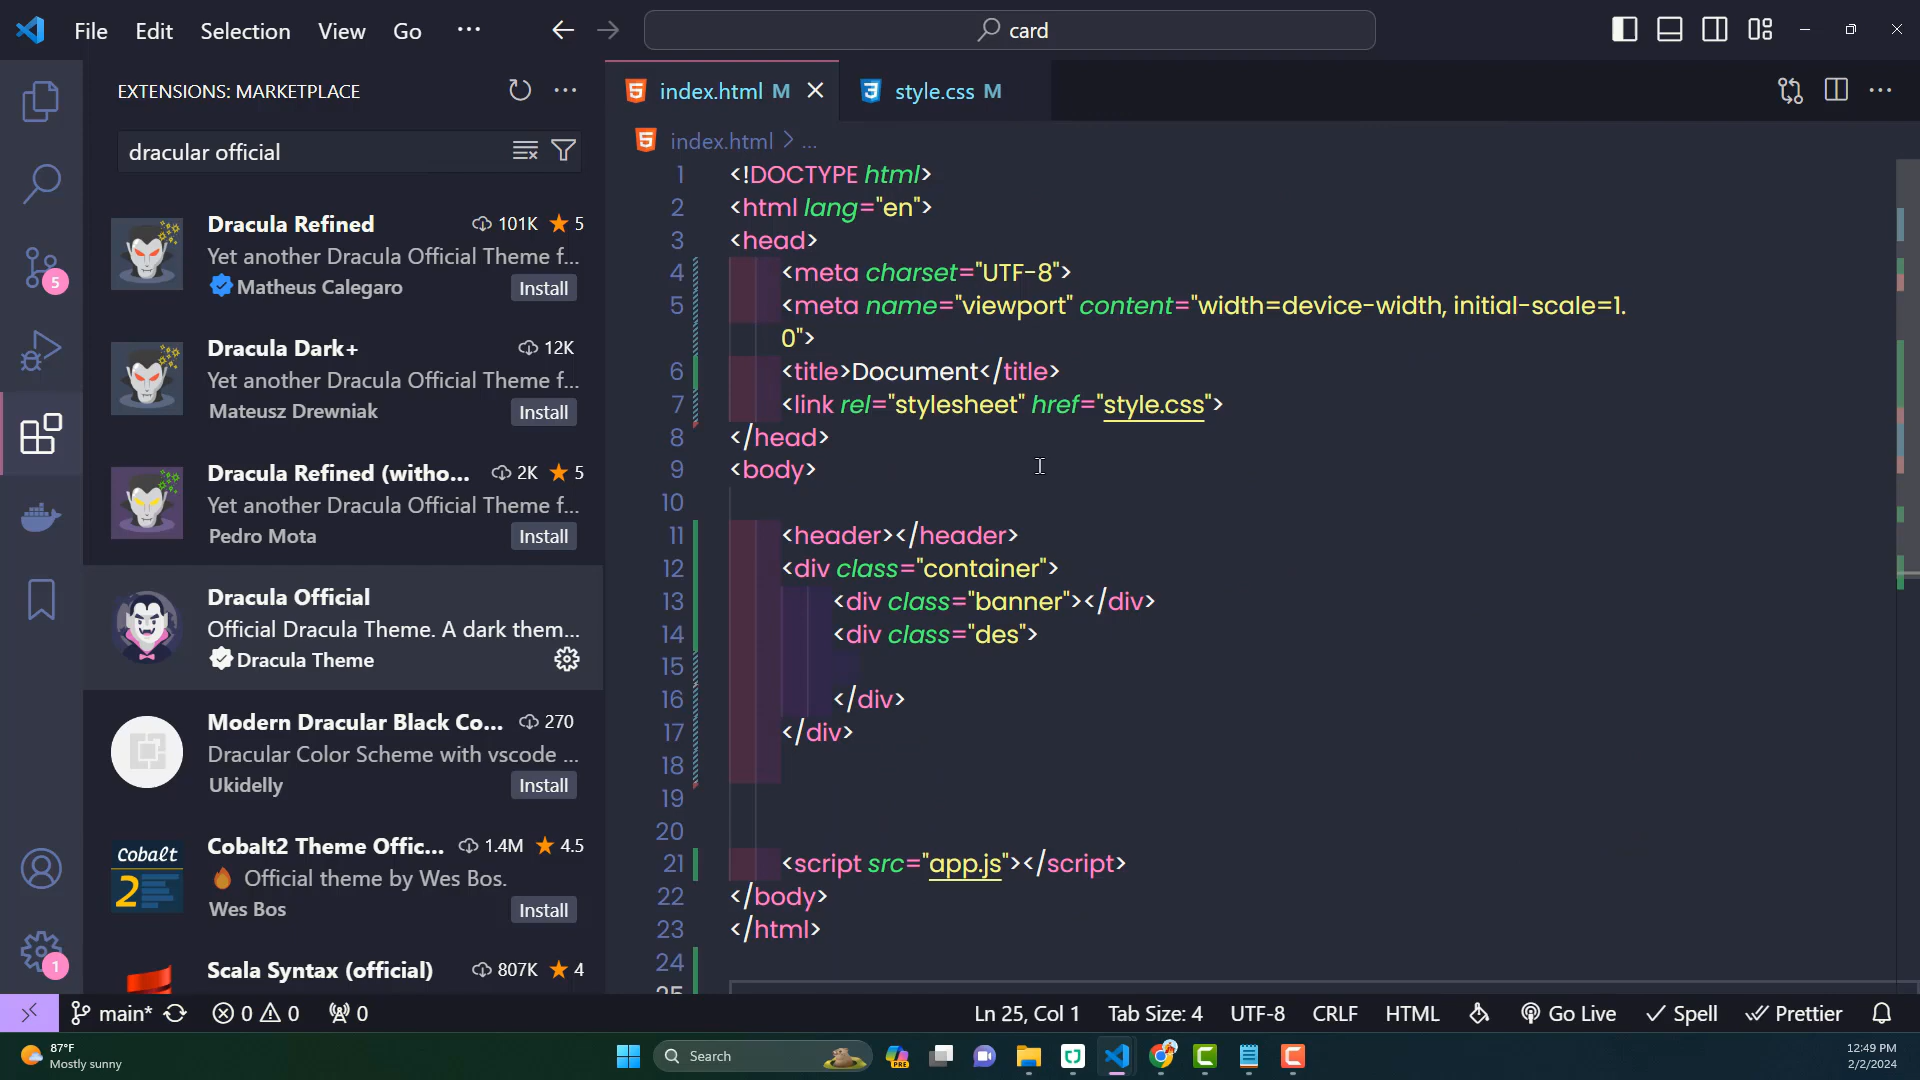 File Edit Selection View Go ...
card
EXTENSIONS: MARKETPLACE
dracular official
Dracula Refined 101K 5
Yet another Dracula Official Theme f...
Matheus Calegaro Install
Dracula Dark+ 12K
Yet another Dracula Official Theme f...
Mateusz Drewniak Install
Dracula Refined (witho... 2K 5
Yet another Dracula Official Theme f...
Pedro Mota Install
Dracula Official
Official Dracula Theme. A dark them...
Dracula Theme
Modern Dracular Black Co... 270
Dracular Color Scheme with vscode ...
Ukidelly Install
Cobalt2 Theme Offic... 1.4M 4.5
Official theme by Wes Bos.
Wes Bos Install
Cobalt
2
Scala Syntax (official) 807K 4
5
1
index.html M style.css M
index.html > ...
1 <!DOCTYPE html>
2 <html lang="en">
3 <head>
4 <meta charset="UTF-8">
5 <meta name="viewport" content="width=device-width, initial-scale=1.
0">
6 <title>Document</title>
7 <link rel="stylesheet" href="style.css">
8 </head>
9 <body>
10
11 <header></header>
12 <div class="container">
13 <div class="banner"></div>
14 <div class="des">
15
16 </div>
17 </div>
18
19
20
21 <script src="app.js"></script>
22 </body>
23 </html>
24
25
main* 0 0 0 Ln 25, Col 1 Tab Size: 4 UTF-8 CRLF HTML Go Live Spell Prettier
87°F
Mostly sunny
Search
PRE
12:49 PM
2/2/2024